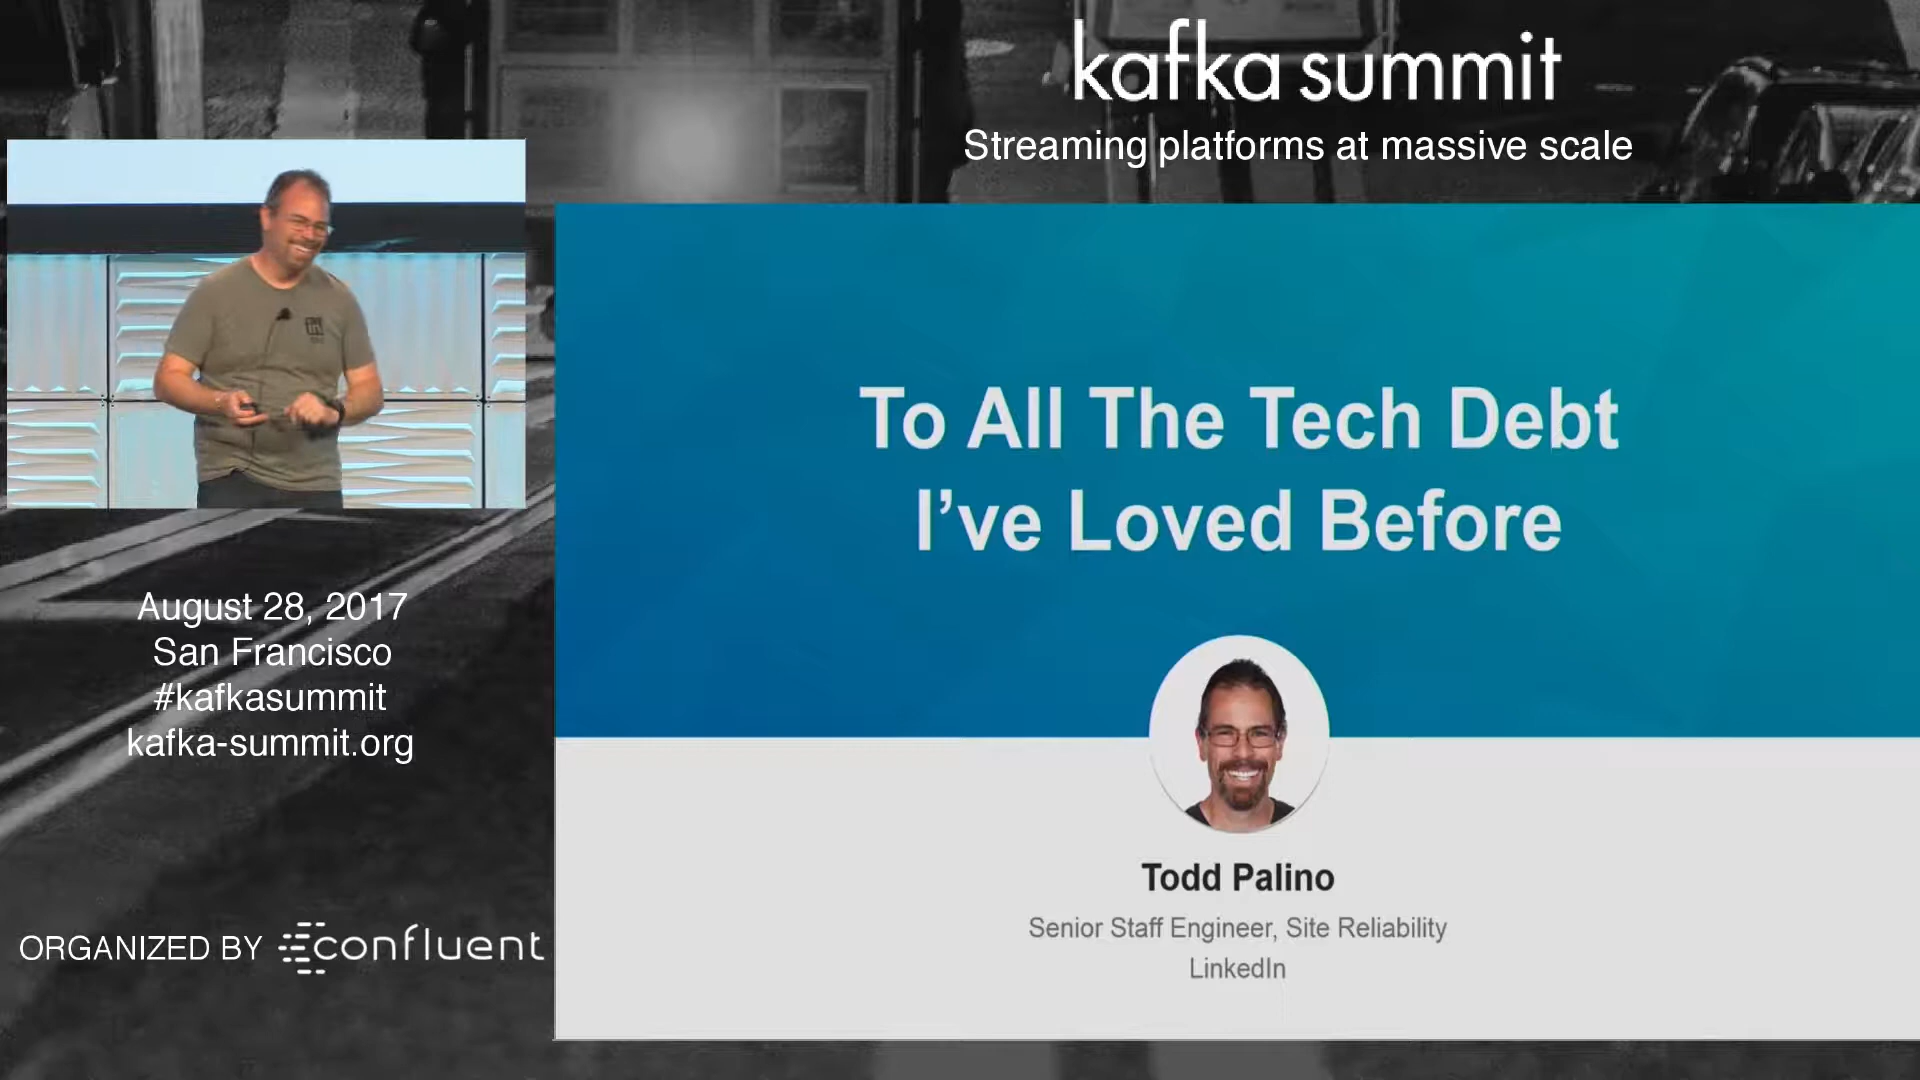 kafka summit
Streaming platforms at massive scale
To All The Tech Debt
I've Loved Before
Todd Palino
Senior Staff Engineer, Site Reliability
LinkedIn
August 28, 2017
San Francisco
#kafkasummit
kafka-summit.org
ORGANIZED BY confluent
in